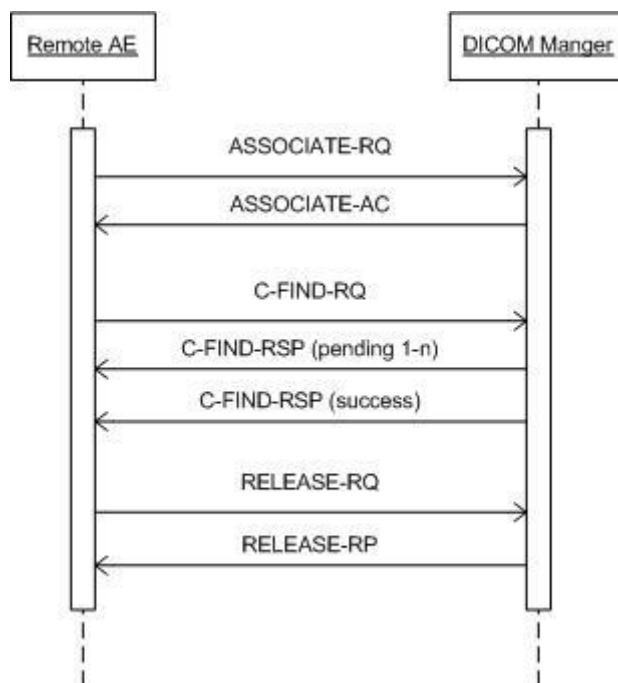 Remote AE
DICOM Manger
ASSOCIATE-RQ
ASSOCIATE-AC
C-FIND-RQ
C-FIND-RSP (pending 1-n)
C-FIND-RSP (success)
RELEASE-RQ
RELEASE-RP